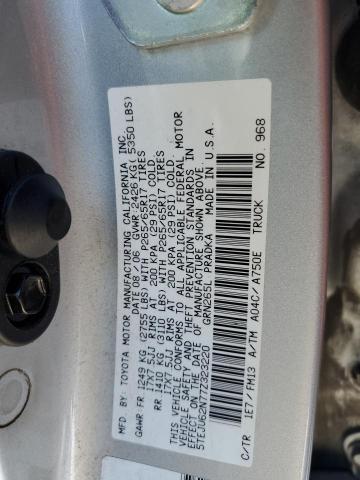 MFD. BY: TOYOTA MOTOR MANUFACTURING CALIFORNIA INC.
DATE 08/06 GVWR:2426 KG( 5350 LBS)
GAWR FR 1249 KG (2755 LBS) WITH P265/65R17 TIRES
17X7.5JJ RIMS AT 200 KPA (29 PSI) COLD.
RR 1410 KG (3110 LBS) WITH P265/65R17 TIRES
17X7.5JJ RIMS AT 200 KPA (29 PSI) COLD.
THIS VEHICLE CONFORMS TO ALL APPLICABLE FEDERAL MOTOR
VEHICLE SAFETY AND THEFT PREVENTION STANDARDS IN
EFFECT ON THE DATE OF MANUFACTURE SHOWN ABOVE.
5TEJU62N77Z323220 GRN265L PRADKA MADE IN U.S.A.
C/TR 1E7/FM13 A/TM A04C/A750E TRUCK NO. 968